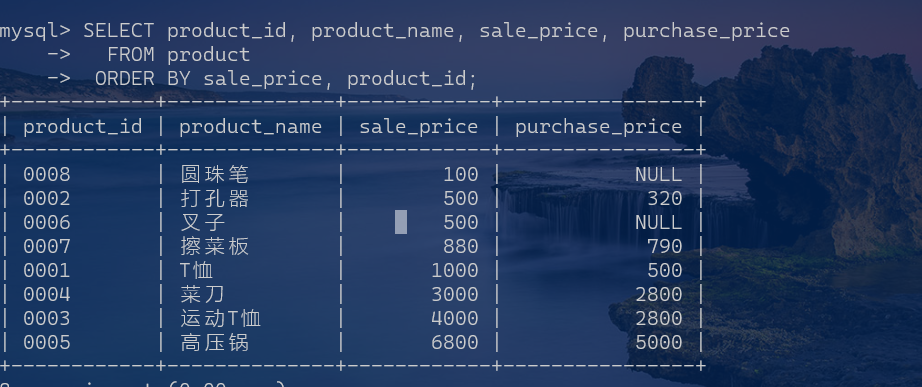 mysql> SELECT product_id, product_name, sale_price, purchase_price
    ->   FROM product
    ->  ORDER BY sale_price, product_id;
+------------+--------------+------------+----------------+
| product_id | product_name | sale_price | purchase_price |
+------------+--------------+------------+----------------+
| 0008       | 圆珠笔       |        100 |           NULL |
| 0002       | 打孔器       |        500 |            320 |
| 0006       | 叉子         |        500 |           NULL |
| 0007       | 擦菜板       |        880 |            790 |
| 0001       | T恤          |       1000 |            500 |
| 0004       | 菜刀         |       3000 |           2800 |
| 0003       | 运动T恤      |       4000 |           2800 |
| 0005       | 高压锅       |       6800 |           5000 |
+------------+--------------+------------+----------------+